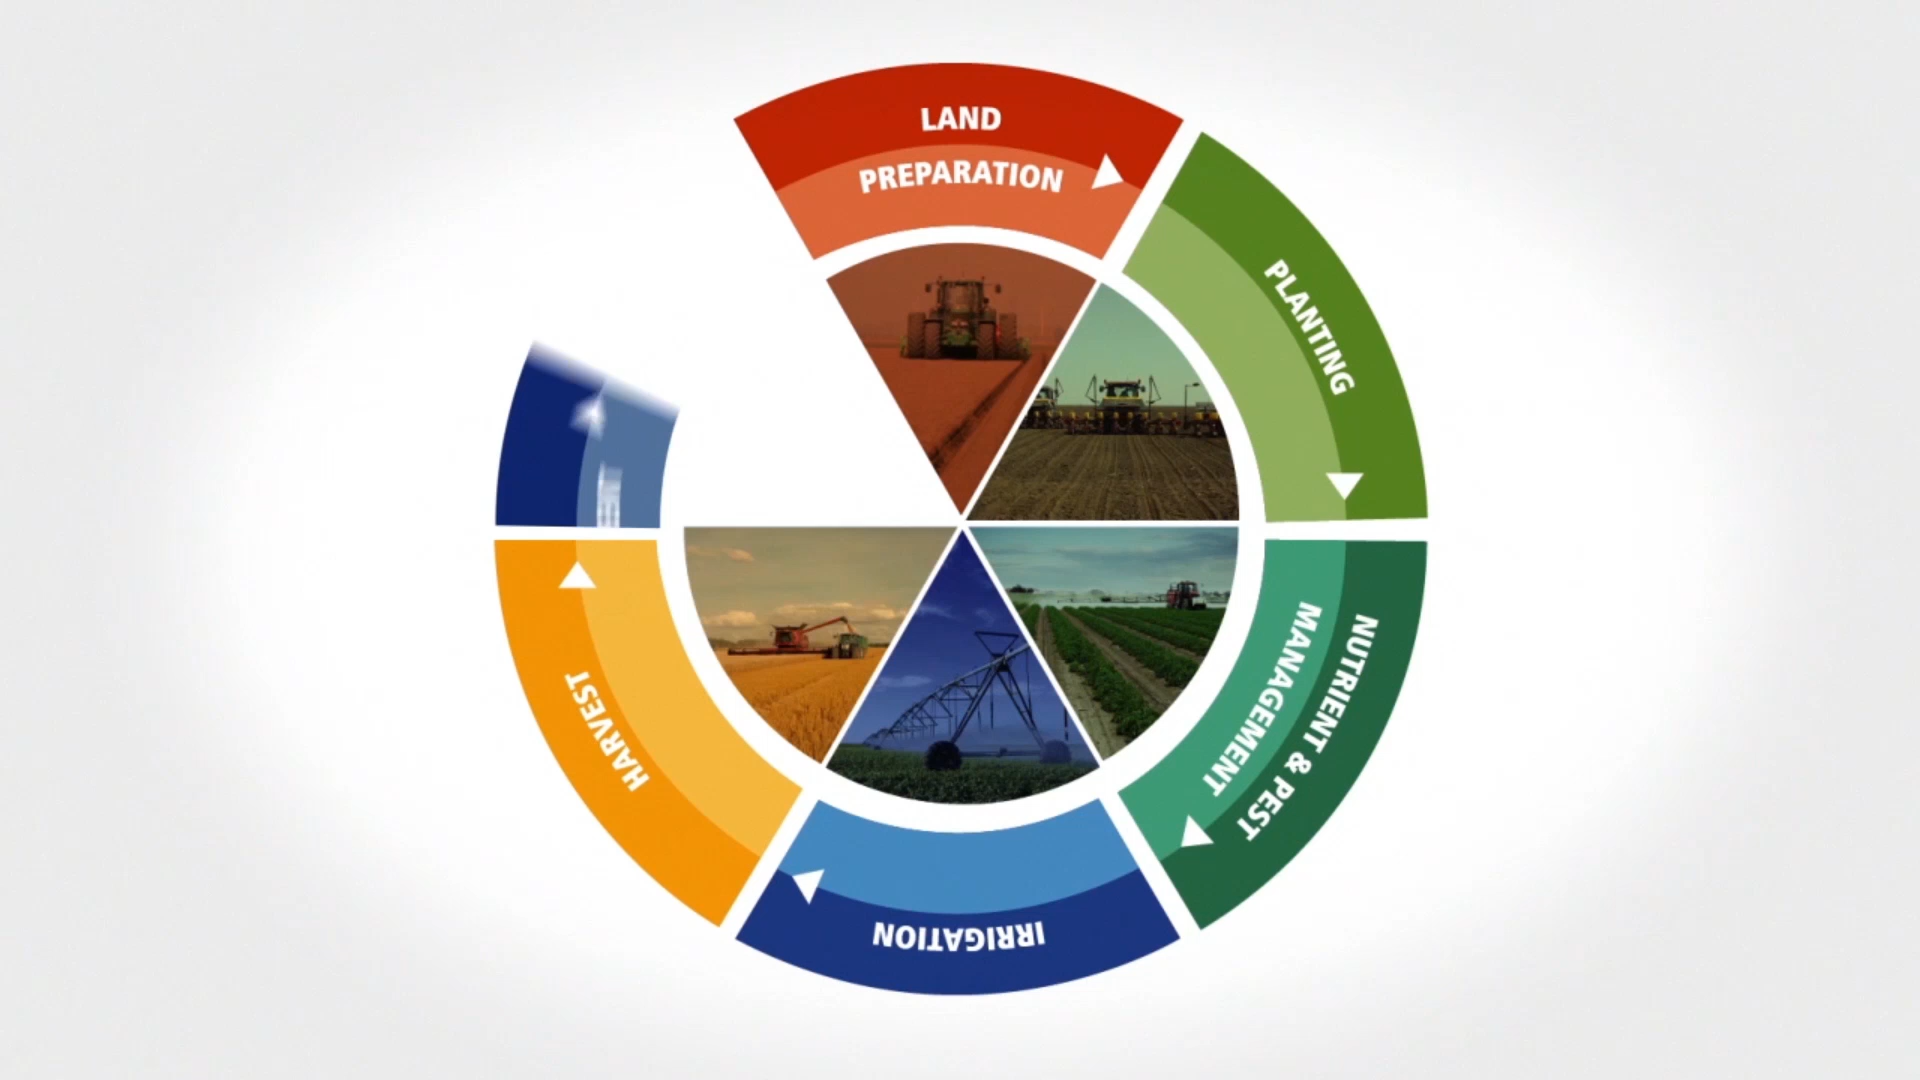 LAND
PREPARATION
PLANTING
NUTRIENT & PEST
MANAGEMENT
IRRIGATION
HARVEST